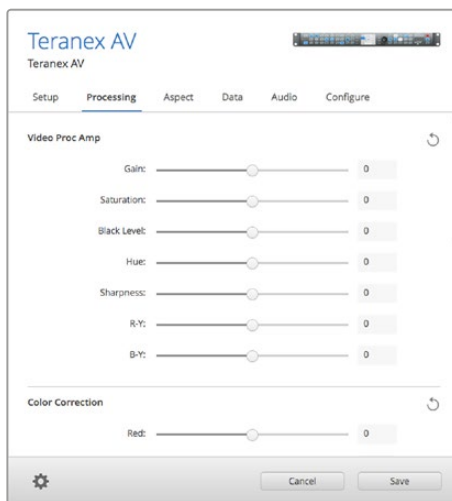 Teranex AV
Teranex AV
Setup Processing Aspect Data Audio Configure
Video Proc Amp
Gain: 0
Saturation: 0
Black Level: 0
Hue: 0
Sharpness: 0
R-Y: 0
B-Y: 0
Color Correction
Red: 0
Cancel Save